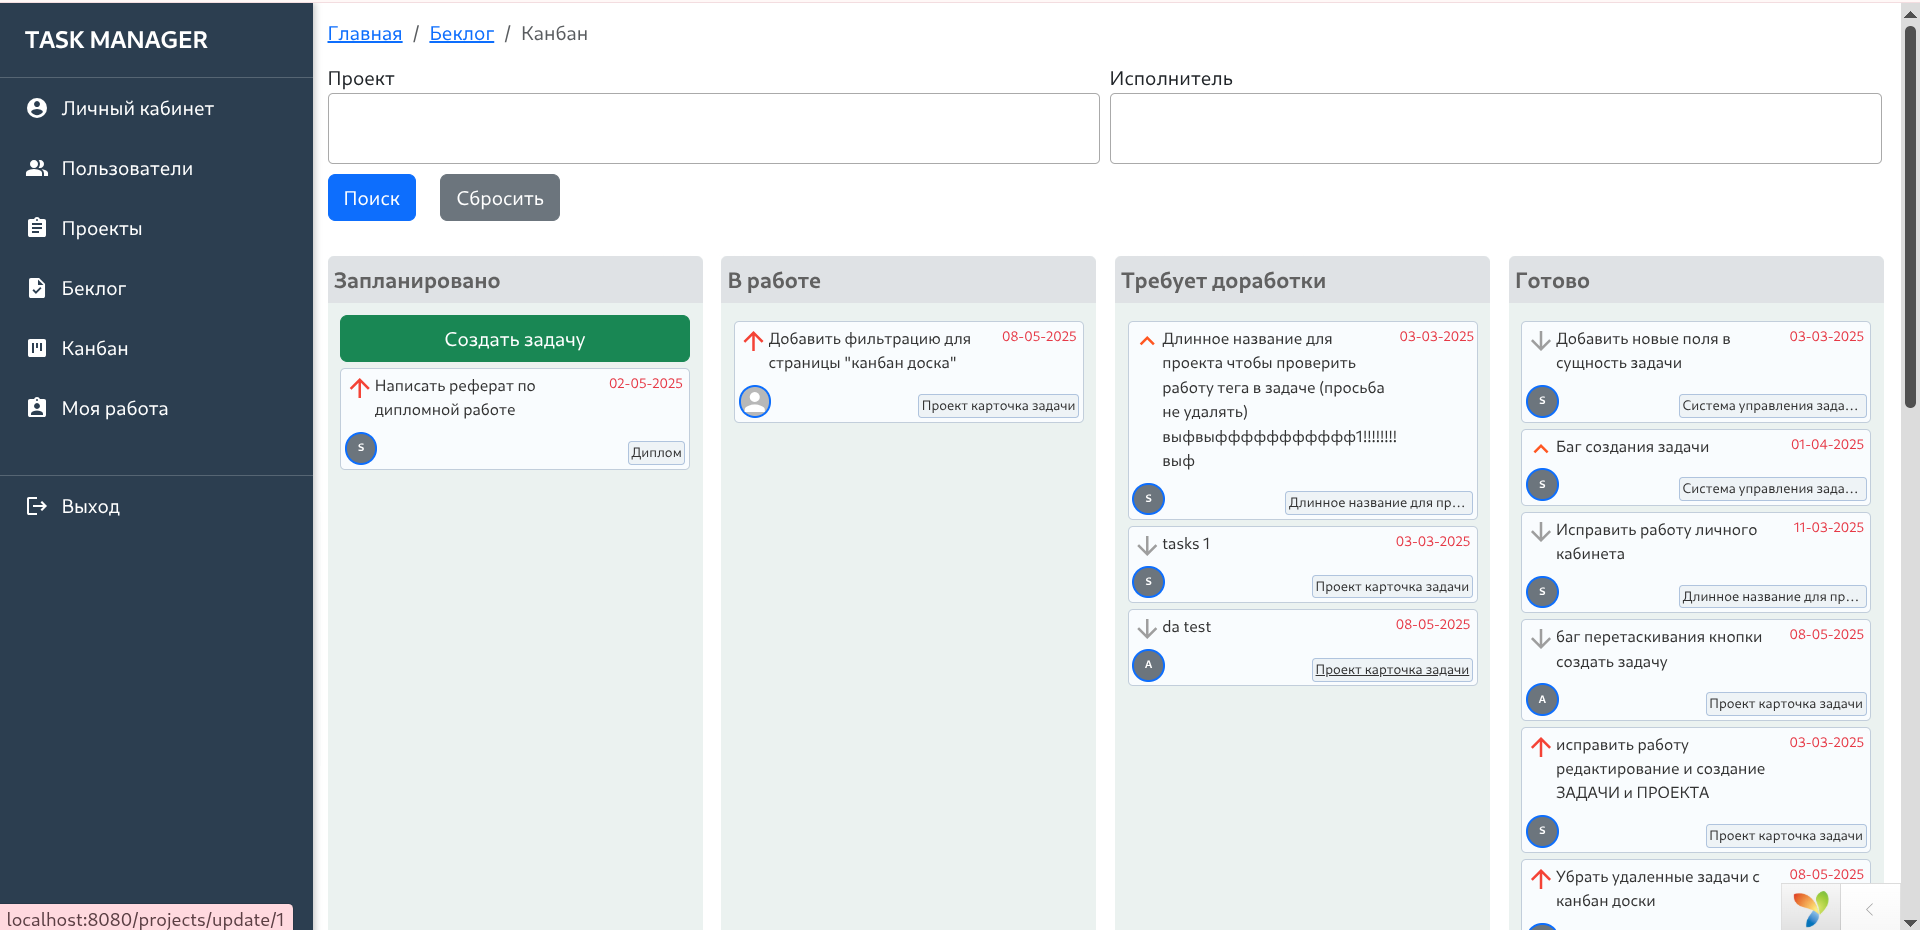 TASK MANAGER
Личный кабинет
Пользователи
Проекты
Беклог
Канбан
Моя работа
Выход
Главная / Беклог / Канбан
Проект
Исполнитель
Поиск
Сбросить
Запланировано
Создать задачу
Написать реферат по
дипломной работе
02-05-2025
S
Диплом
В работе
Добавить фильтрацию для
страницы "канбан доска"
08-05-2025
Проект карточка задачи
Требует доработки
Длинное название для
проекта чтобы проверить
работу тега в задаче (просьба
не удалять)
выфвыффффффффффф1!!!!!!!!
выф
03-03-2025
S
Длинное название для пр...
tasks 1
03-03-2025
S
Проект карточка задачи
da test
08-05-2025
A
Проект карточка задачи
Готово
Добавить новые поля в
сущность задачи
03-03-2025
S
Система управления зада...
Баг создания задачи
01-04-2025
S
Система управления зада...
Исправить работу личного
кабинета
11-03-2025
S
Длинное название для пр...
баг перетаскивания кнопки
создать задачу
08-05-2025
A
Проект карточка задачи
исправить работу
редактирование и создание
ЗАДАЧИ и ПРОЕКТА
03-03-2025
S
Проект карточка задачи
Убрать удаленные задачи с
канбан доски
08-05-2025
localhost:8080/projects/update/1